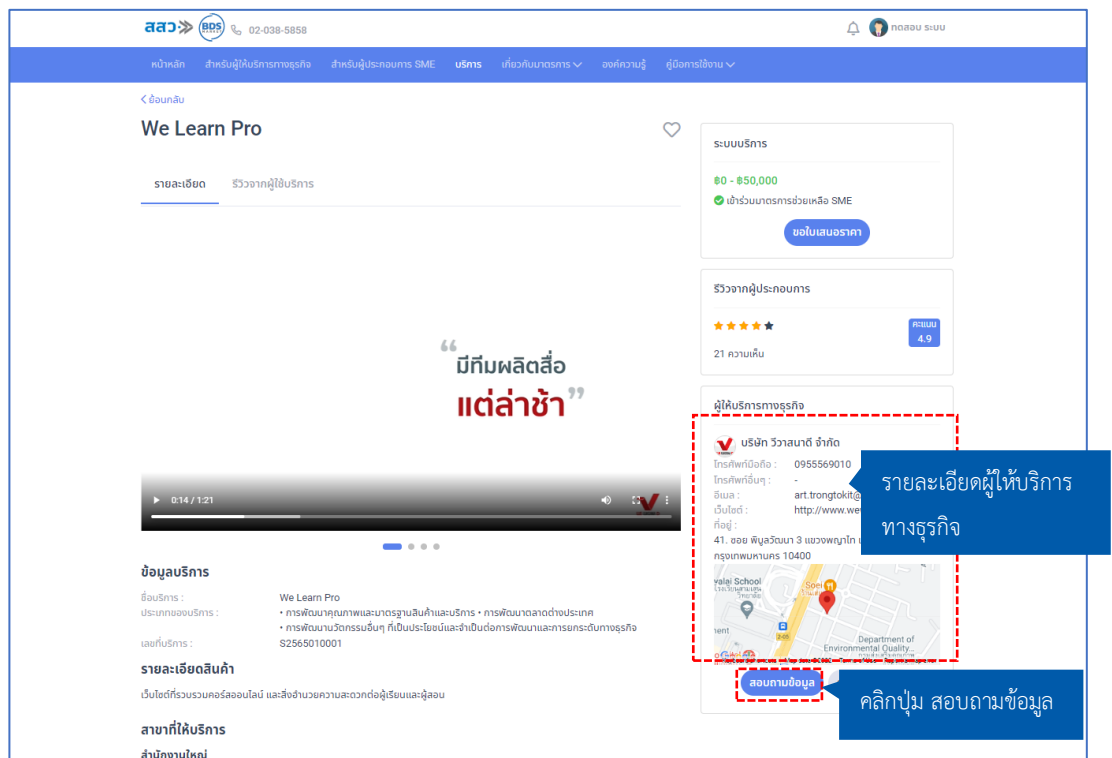 สสว BDS MARKET 02-038-5858
ทดสอบ ระบบ
หน้าหลัก สำหรับผู้ให้บริการทางธุรกิจ สำหรับผู้ประกอบการ SME บริการ เกี่ยวกับมาตรการ องค์ความรู้ คู่มือการใช้งาน
ย้อนกลับ
We Learn Pro
รายละเอียด รีวิวจากผู้ใช้บริการ
“มีทีมผลิตสื่อ
แต่ล่าช้า”
0:14 / 1:21
ข้อมูลบริการ
ชื่อบริการ : We Learn Pro
ประเภทของบริการ : • การพัฒนาคุณภาพและมาตรฐานสินค้าและบริการ • การพัฒนาตลาดต่างประเทศ
• การพัฒนานวัตกรรมอื่นๆ ที่เป็นประโยชน์และจำเป็นต่อการพัฒนาและการยกระดับทางธุรกิจ
เลขที่บริการ : S2565010001
รายละเอียดสินค้า
เว็บไซต์ที่รวบรวมคอร์สออนไลน์ และสิ่งอำนวยความสะดวกต่อผู้เรียนและผู้สอน
สาขาที่ให้บริการ
สำนักงานใหญ่
ระบบบริการ
฿0 - ฿50,000
เข้าร่วมมาตรการช่วยเหลือ SME
ขอใบเสนอราคา
รีวิวจากผู้ประกอบการ
คะแนน
4.9
21 ความเห็น
ผู้ให้บริการทางธุรกิจ
บริษัท วีวาสนาดี จำกัด
โทรศัพท์มือถือ : 0955569010
โทรศัพท์อื่นๆ : -
อีเมล : art.trongtokit@
เว็บไซต์ : http://www.we
ที่อยู่ :
41. ซอย พิบูลวัฒนา 3 แขวงพญาไท
กรุงเทพมหานคร 10400
School
Soei
Department of
Environmental Quality...
สอบถามข้อมูล
รายละเอียดผู้ให้บริการ
ทางธุรกิจ
คลิกปุ่ม สอบถามข้อมูล